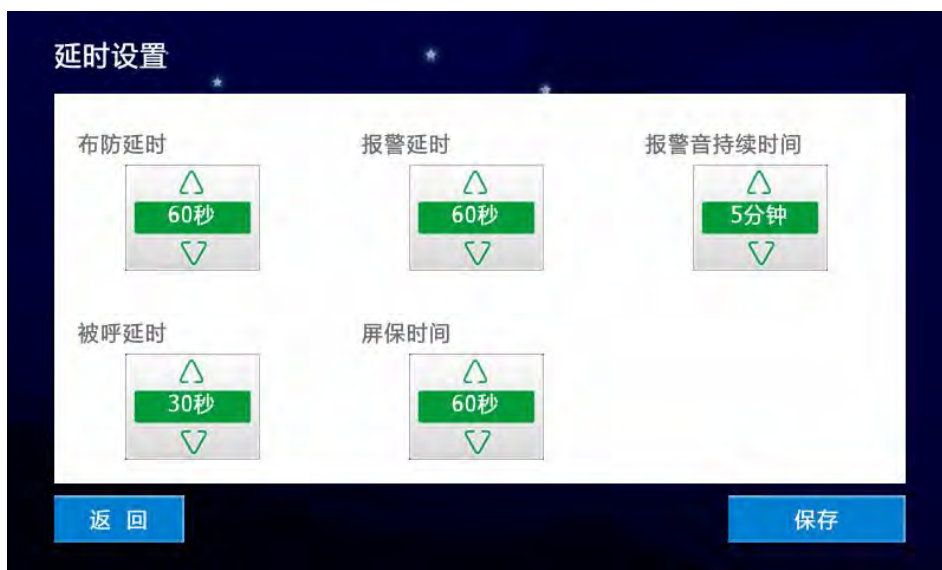 延时设置
布防延时 报警延时 报警音持续时间
60秒 60秒 5分钟
被呼延时 屏保时间
30秒 60秒
返 回 保存